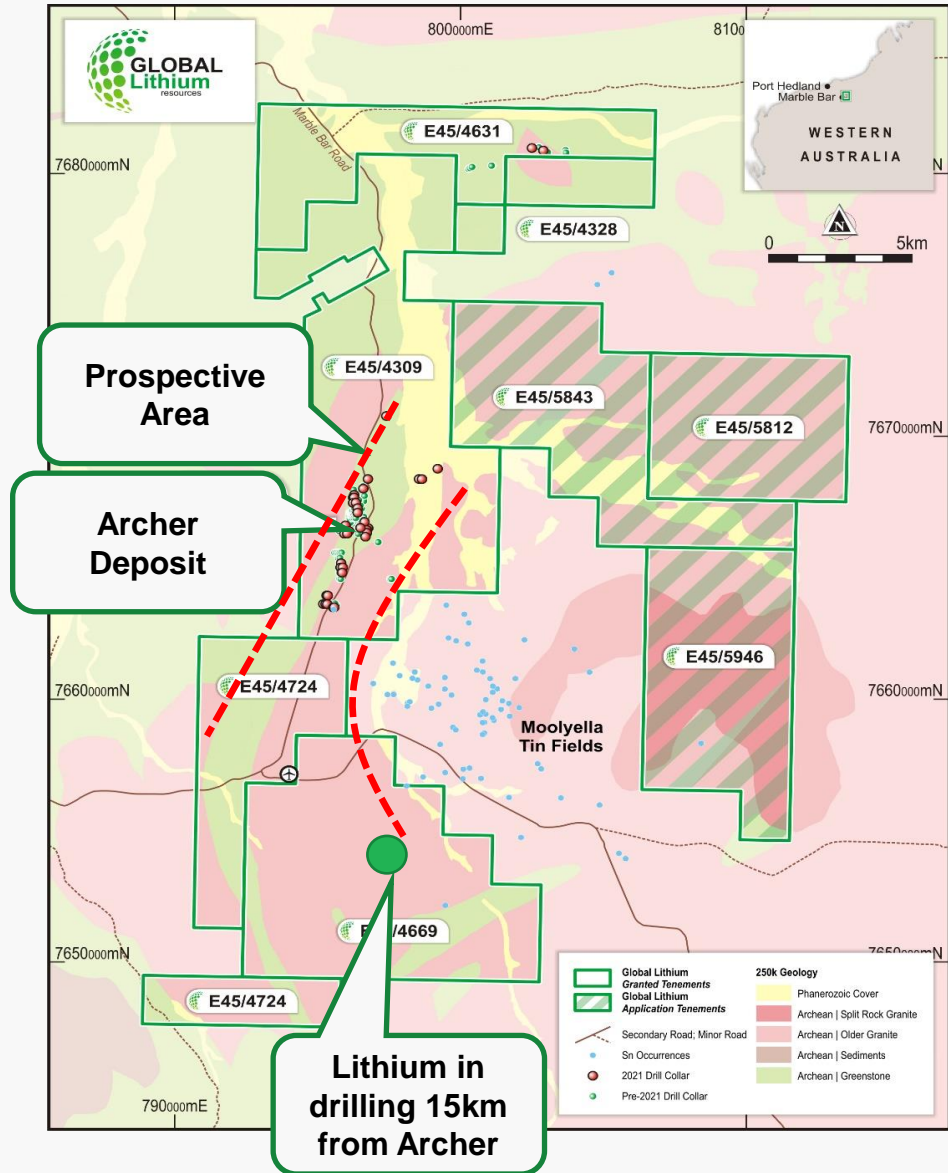 800000mE
810
GLOBAL
Lithium
resources
Port Hedland
Marble Bar
WESTERN
AUSTRALIA
Marble Bar Road
E45/4631
7680000mN
E45/4328
N
0 5km
Prospective
Area
E45/4309
E45/5843
E45/5812
7670000mN
Archer
Deposit
E45/5946
E45/4724
7660000mN
7660000mN
Moolyella
Tin Fields
E /4669
7650000mN
7650000mN
E45/4724
Lithium in
drilling 15km
from Archer
790000mE
Global Lithium
Granted Tenements
Global Lithium
Application Tenements
Secondary Road; Minor Road
Sn Occurrences
2021 Drill Collar
Pre-2021 Drill Collar
250k Geology
Phanerozoic Cover
Archean | Split Rock Granite
Archean | Older Granite
Archean | Sediments
Archean | Greenstone